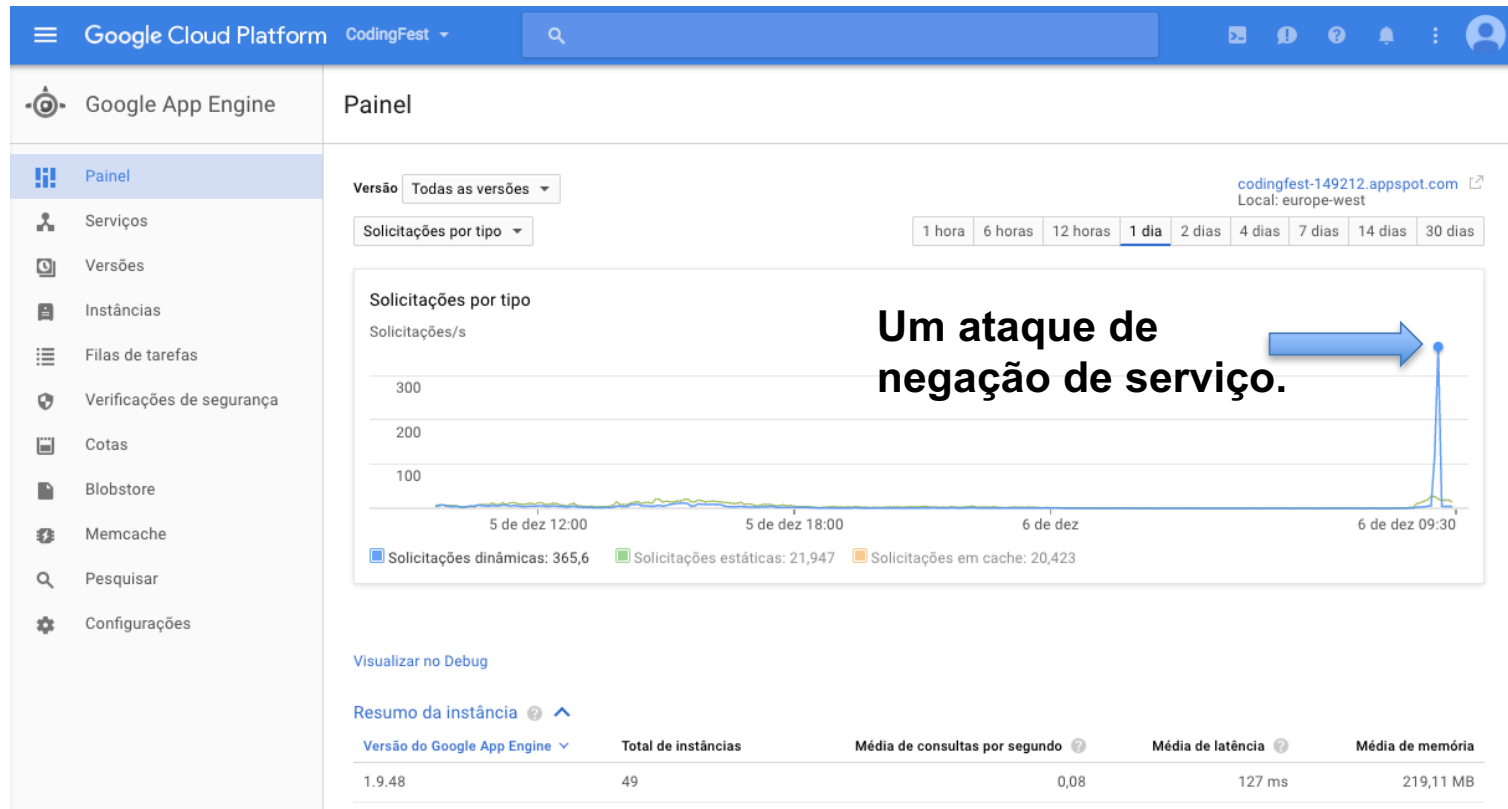 Google Cloud Platform CodingFest
Google App Engine
Painel
Painel
Serviços
Versões
Instâncias
Filas de tarefas
Verificações de segurança
Cotas
Blobstore
Memcache
Pesquisar
Configurações
Versão Todas as versões
codingfest-149212.appspot.com
Local: europe-west
Solicitações por tipo
1 hora 6 horas 12 horas 1 dia 2 dias 4 dias 7 dias 14 dias 30 dias
Solicitações por tipo
Solicitações/s
Um ataque de
negação de serviço.
300
200
100
5 de dez 12:00 5 de dez 18:00 6 de dez 6 de dez 09:30
Solicitações dinâmicas: 365,6 Solicitações estáticas: 21,947 Solicitações em cache: 20,423
Visualizar no Debug
Resumo da instância
Versão do Google App Engine Total de instâncias Média de consultas por segundo Média de latência Média de memória
1.9.48 49 0,08 127 ms 219,11 MB